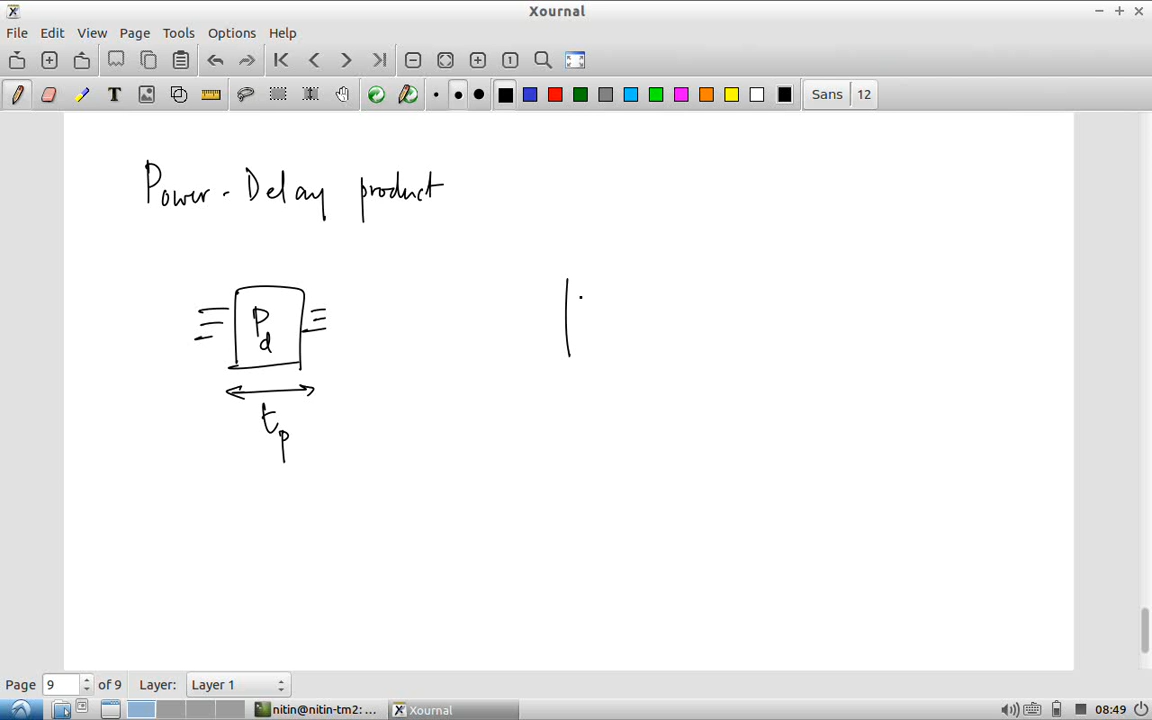 Xournal
File Edit View Page Tools Options Help
T 1 Sans 12
Power-Delay product
Pd
tp
Page 9 of 9 Layer: Layer 1
nitin@nitin-tm2: ... Xournal 08:49